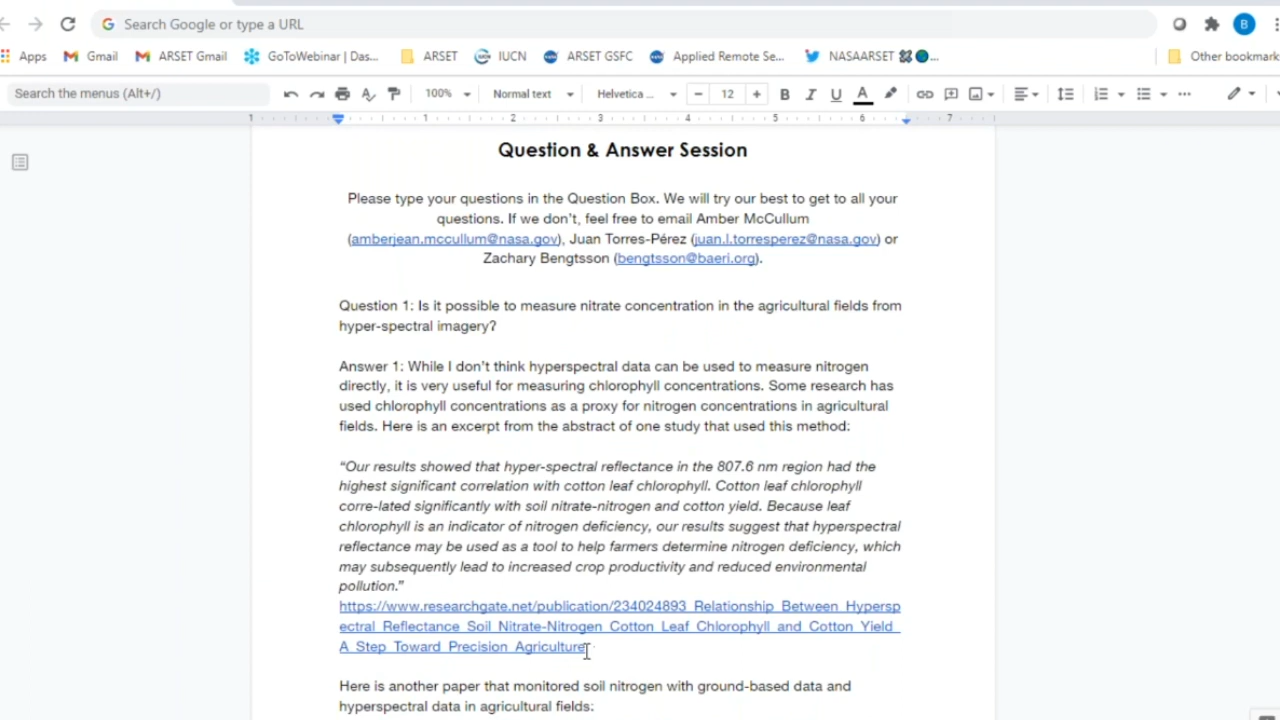 Search Google or type a URL
B
Apps
Gmail
ARSET Gmail
GoToWebinar | Das...
ARSET
IUCN
ARSET GSFC
Applied Remote Se...
NASAARSET
...
Other bookmark
Search the menus (Alt+/)
100%
Normal text
Helvetica ...
12
B I U A
1 1 2 3 4 5 6 7
Question & Answer Session
Please type your questions in the Question Box. We will try our best to get to all your
questions. If we don't, feel free to email Amber McCullum
(amberjean.mccullum@nasa.gov), Juan Torres-Pérez (juan.l.torresperez@nasa.gov) or
Zachary Bengtsson (bengtsson@baeri.org).
Question 1: Is it possible to measure nitrate concentration in the agricultural fields from
hyper-spectral imagery?
Answer 1: While I don't think hyperspectral data can be used to measure nitrogen
directly, it is very useful for measuring chlorophyll concentrations. Some research has
used chlorophyll concentrations as a proxy for nitrogen concentrations in agricultural
fields. Here is an excerpt from the abstract of one study that used this method:
“Our results showed that hyper-spectral reflectance in the 807.6 nm region had the
highest significant correlation with cotton leaf chlorophyll. Cotton leaf chlorophyll
corre-lated significantly with soil nitrate-nitrogen and cotton yield. Because leaf
chlorophyll is an indicator of nitrogen deficiency, our results suggest that hyperspectral
reflectance may be used as a tool to help farmers determine nitrogen deficiency, which
may subsequently lead to increased crop productivity and reduced environmental
pollution.”
https://www.researchgate.net/publication/234024893_Relationship_Between_Hypersp
ectral_Reflectance_Soil_Nitrate-Nitrogen_Cotton_Leaf_Chlorophyll_and_Cotton_Yield_
A_Step_Toward_Precision_Agriculture
Here is another paper that monitored soil nitrogen with ground-based data and
hyperspectral data in agricultural fields: